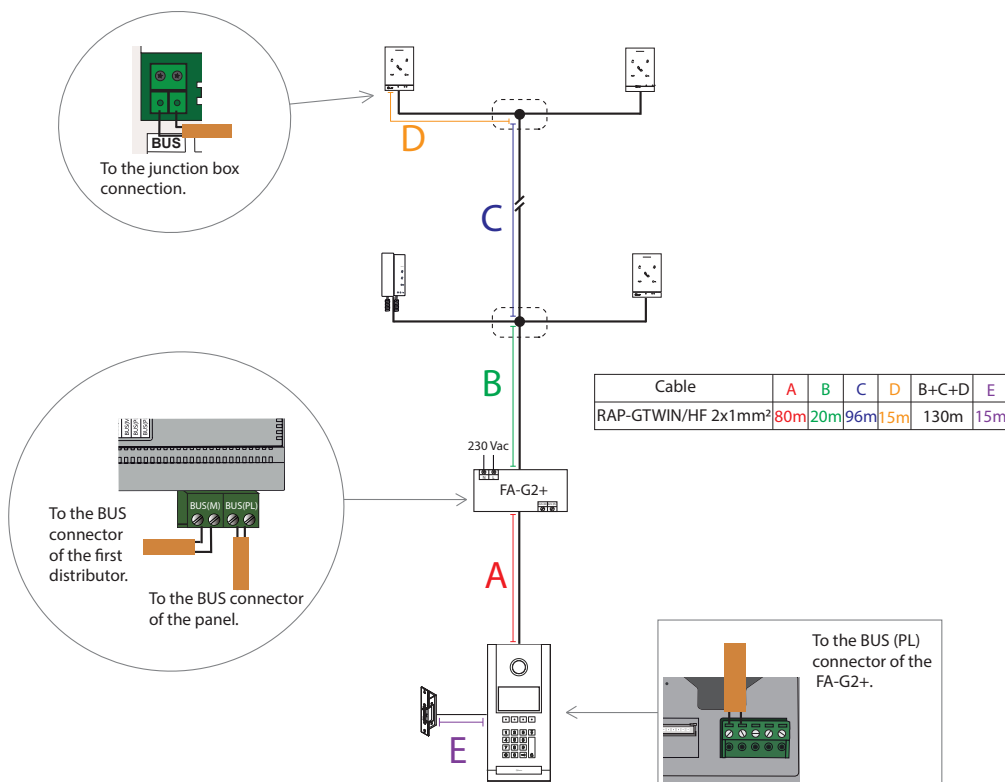 BUS
To the junction box
connection.
D
C
B
Cable A B C D B+C+D E
RAP-GTWIN/HF 2x1mm² 80m 20m 96m 15m 130m 15m
230 Vac
FA-G2+
BUS(M) BUS(PL)
To the BUS
connector
of the first
distributor.
To the BUS connector
of the panel.
A
E
To the BUS (PL)
connector of the
FA-G2+.